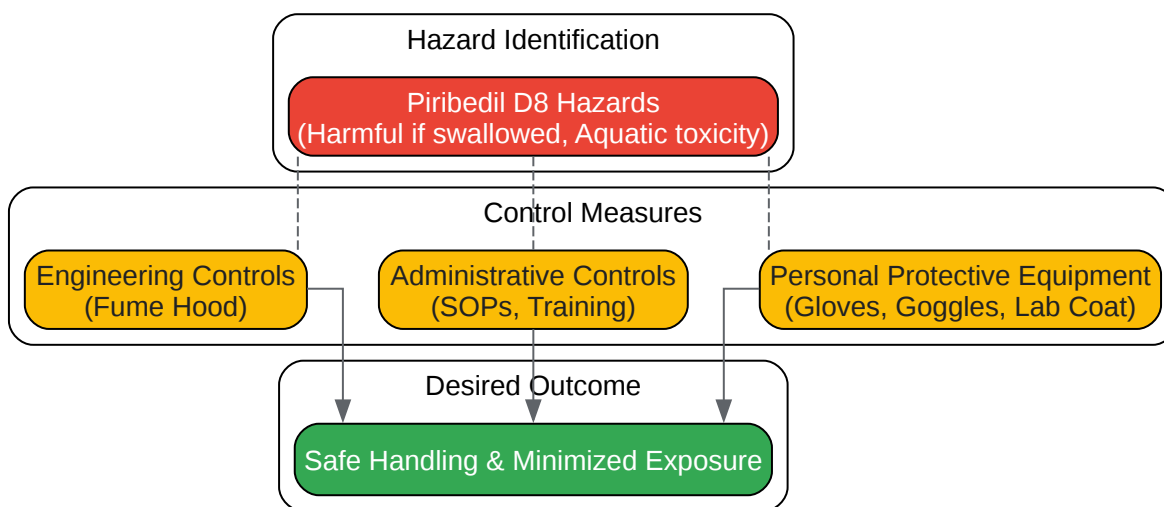 Hazard Identification
Piribedil D8 Hazards
(Harmful if swallowed, Aquatic toxicity)
Control Measures
Engineering Controls
(Fume Hood)
Administrative Controls
(SOPs, Training)
Personal Protective Equipment
(Gloves, Goggles, Lab Coat)
Desired Outcome
Safe Handling & Minimized Exposure